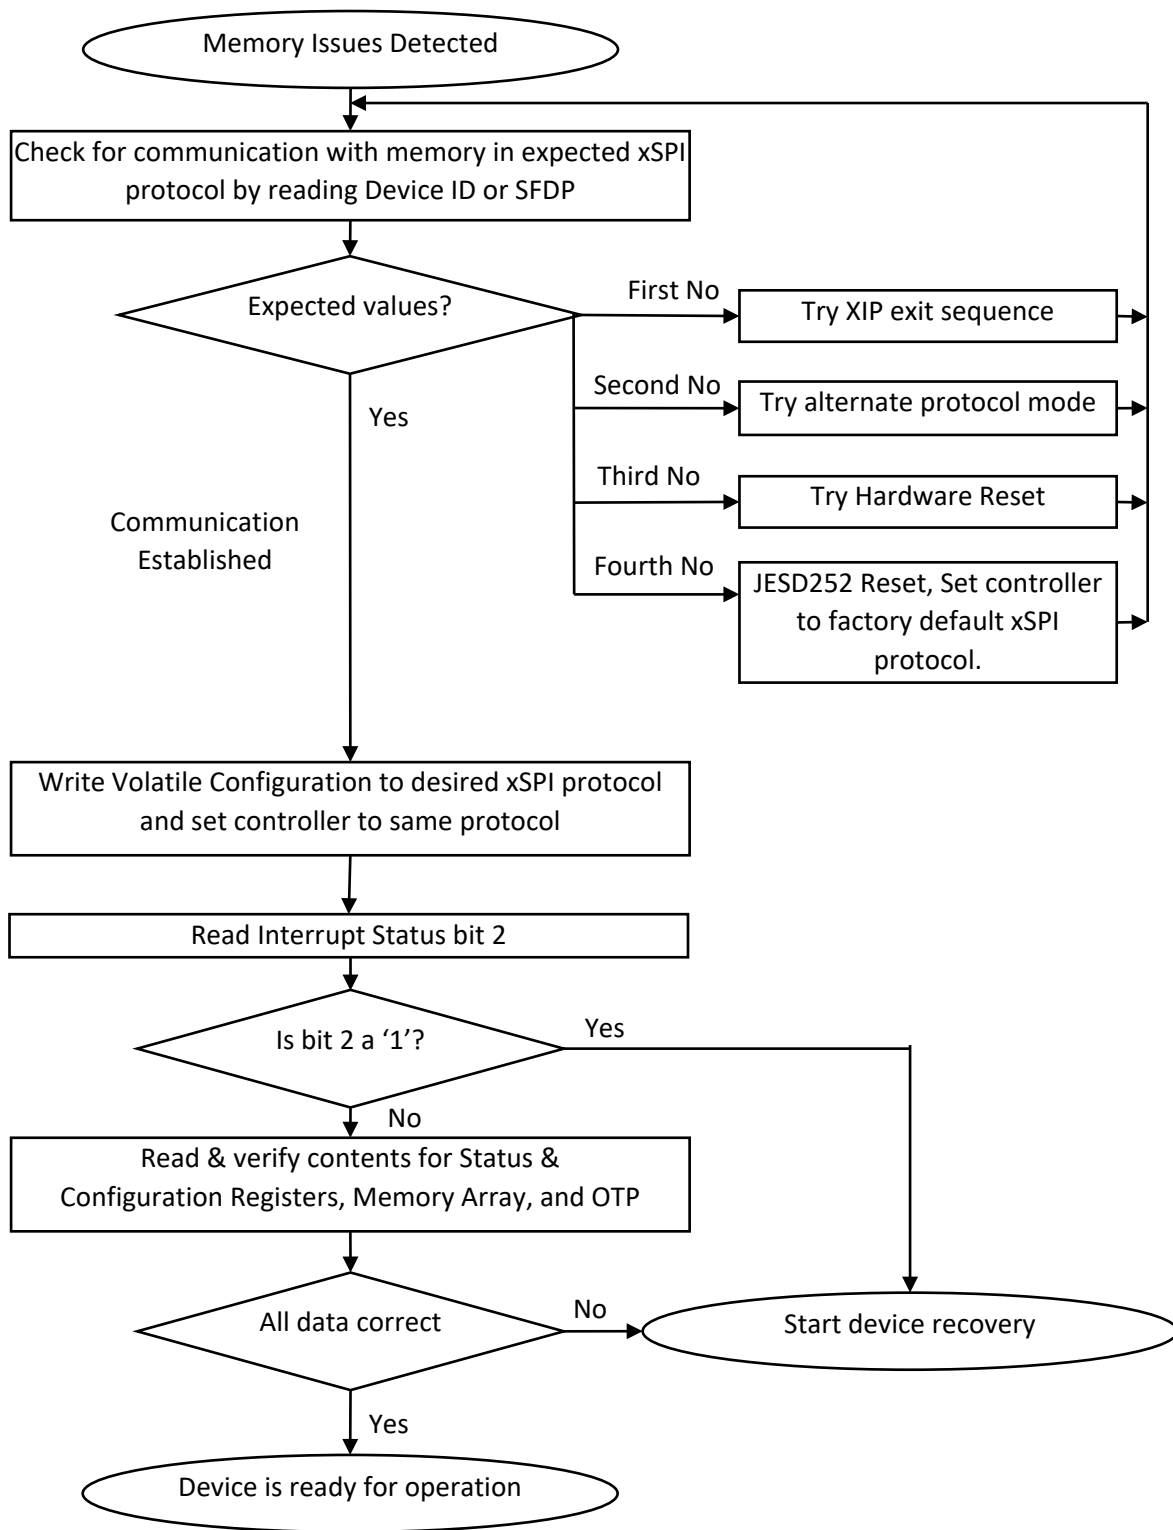 Memory Issues Detected
Check for communication with memory in expected xSPI
protocol by reading Device ID or SFDP
Expected values?
First No
Try XIP exit sequence
Second No
Try alternate protocol mode
Yes
Third No
Try Hardware Reset
Communication
Established
Fourth No
JESD252 Reset, Set controller
to factory default xSPI
protocol.
Write Volatile Configuration to desired xSPI protocol
and set controller to same protocol
Read Interrupt Status bit 2
Is bit 2 a ‘1’?
Yes
No
Read & verify contents for Status &
Configuration Registers, Memory Array, and OTP
All data correct
No
Start device recovery
Yes
Device is ready for operation